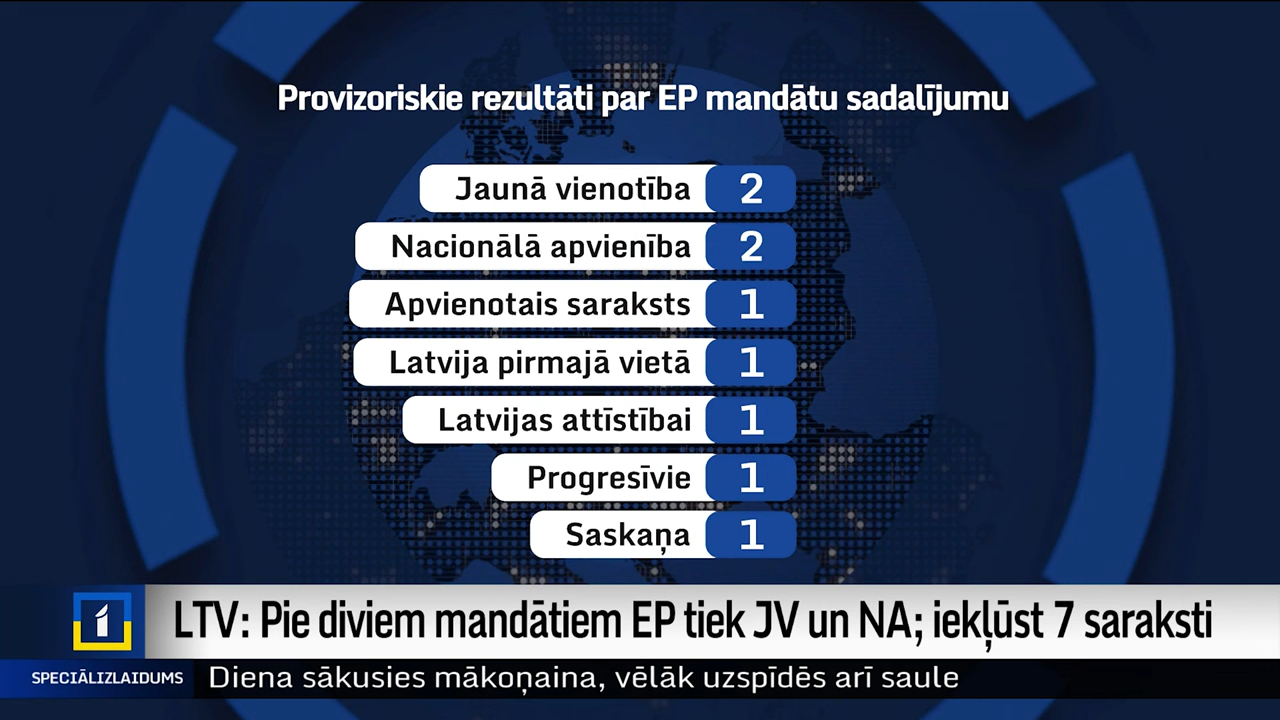 Provizoriskie rezultāti par EP mandātu sadalījumu
Jaunā vienotība 2
Nacionālā apvienība 2
Apvienotais saraksts 1
Latvija pirmajā vietā 1
Latvijas attīstībai 1
Progresīvie 1
Saskaņa 1
1 LTV: Pie diviem mandātiem EP tiek JV un NA; iekļūst 7 saraksti
SPECIĀLIZLAIDUMS Diena sākusies mākoņaina, vēlāk uzspīdēs arī saule